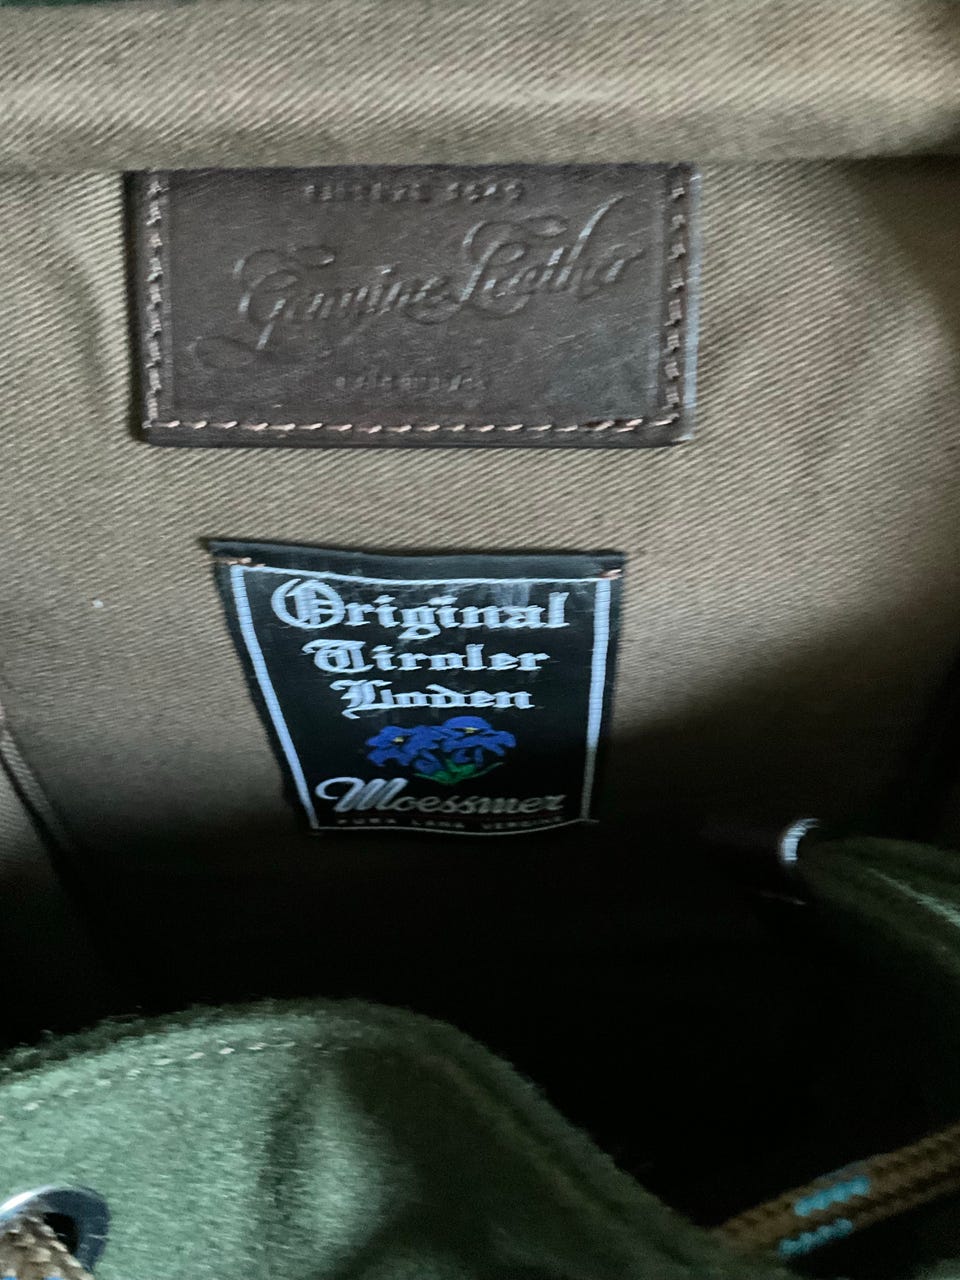 Genuine Leather
Original
Tiroler
Loden
Moessmer
PURA LANA VERGINE